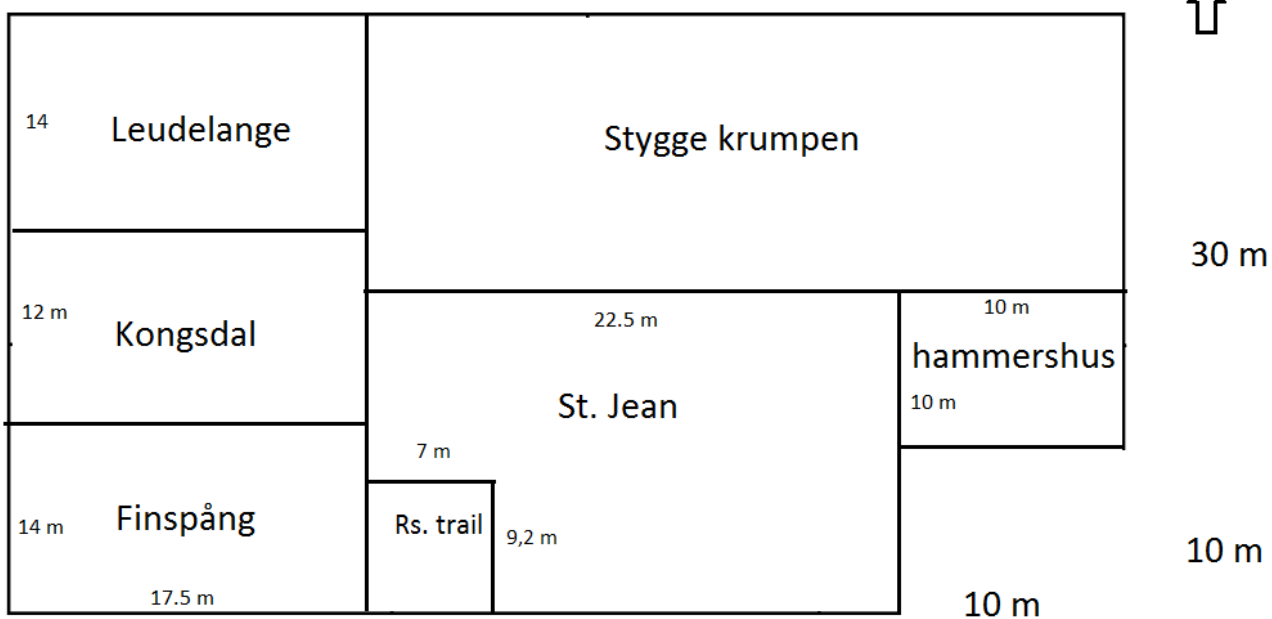 14
Leudelange
Stygge krumpen
30 m
12 m
Kongsdal
22.5 m
10 m
hammershus
St. Jean
10 m
7 m
14 m
Finspång
Rs. trail
9,2 m
10 m
17.5 m
10 m